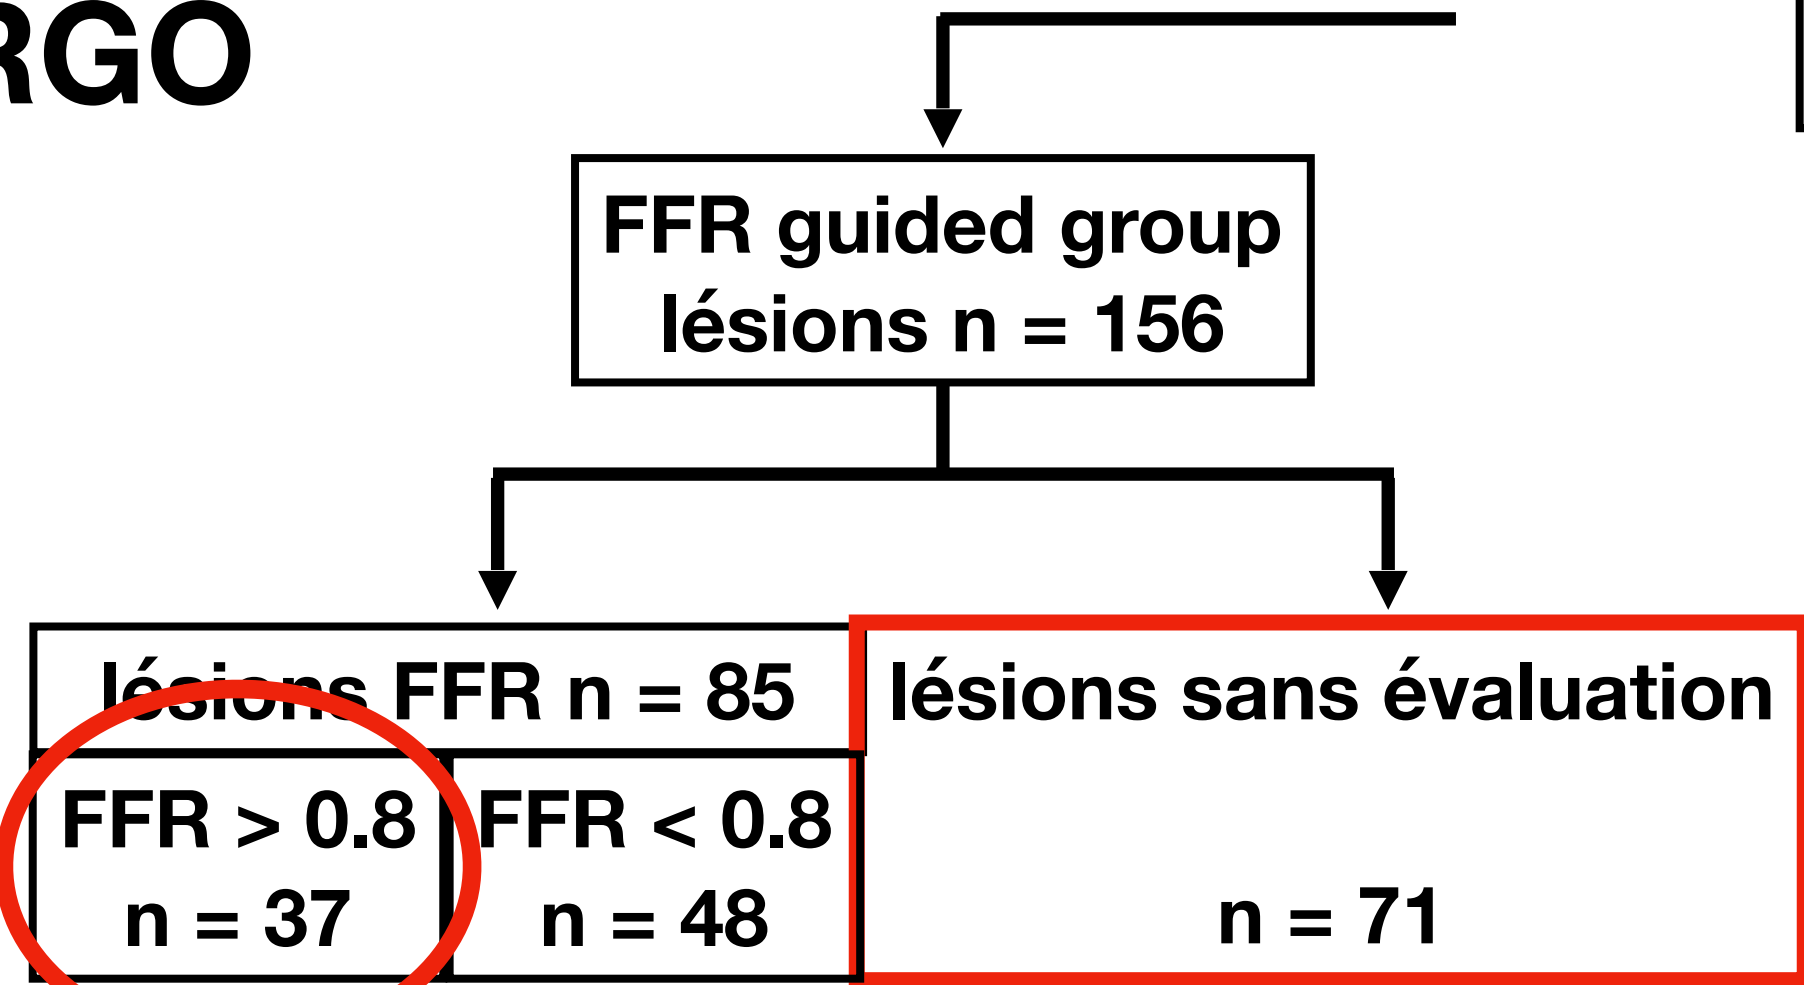 RGO
FFR guided group
lésions n = 156
lésions FFR n = 85
lésions sans évaluation
FFR > 0.8
FFR < 0.8
n = 37
n = 48
n = 71